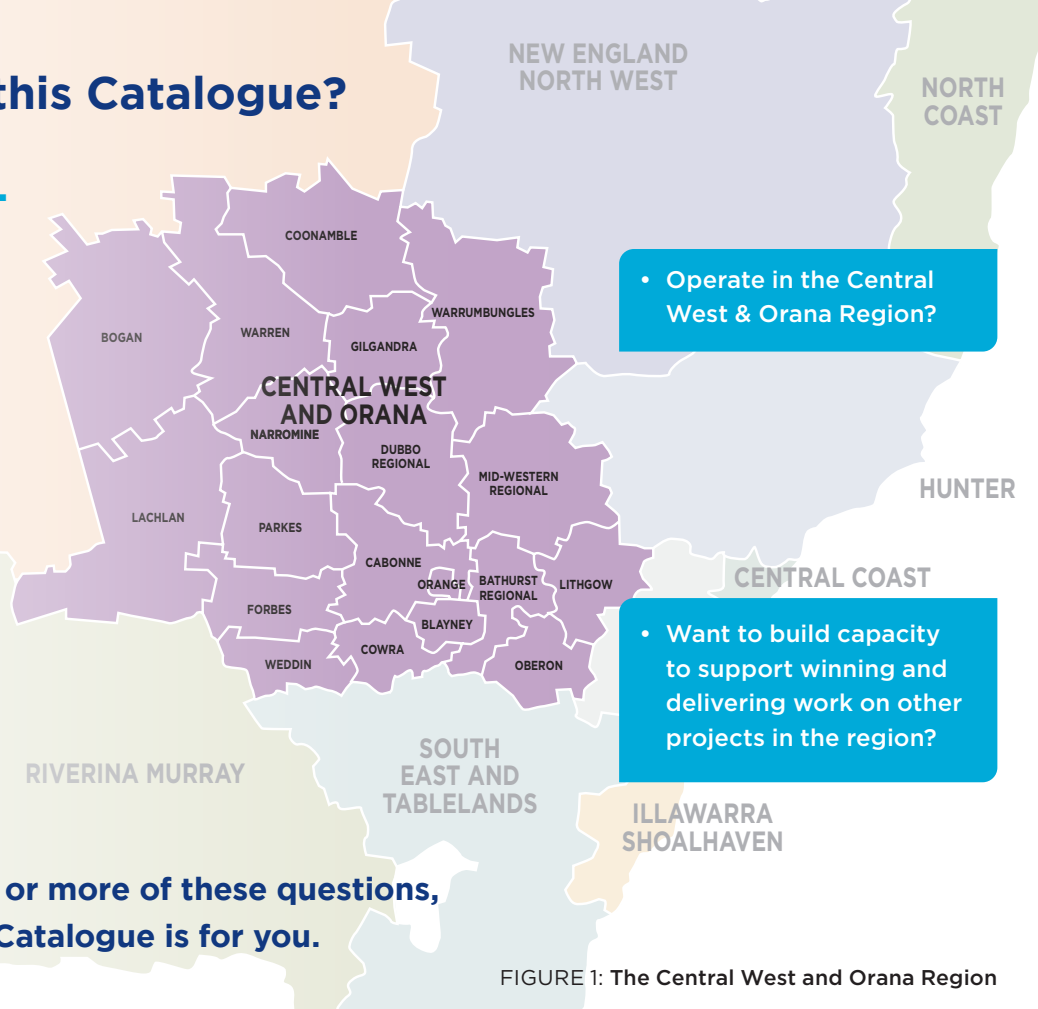 this Catalogue?
NEW ENGLAND
NORTH WEST
NORTH
COAST
COONAMBLE
WARRUMBUNGLES
BOGAN
WARREN
GILGANDRA
CENTRAL WEST
AND ORANA
NARROMINE
DUBBO
REGIONAL
MID-WESTERN
REGIONAL
• Operate in the Central
West & Orana Region?
HUNTER
LACHLAN
PARKES
CABONNE
ORANGE
BATHURST
REGIONAL
LITHGOW
CENTRAL COAST
FORBES
BLAYNEY
COWRA
WEDDIN
OBERON
• Want to build capacity
to support winning and
delivering work on other
projects in the region?
RIVERINA MURRAY
SOUTH
EAST AND
TABLELANDS
ILLAWARRA
SHOALHAVEN
or more of these questions,
Catalogue is for you.
FIGURE 1: The Central West and Orana Region